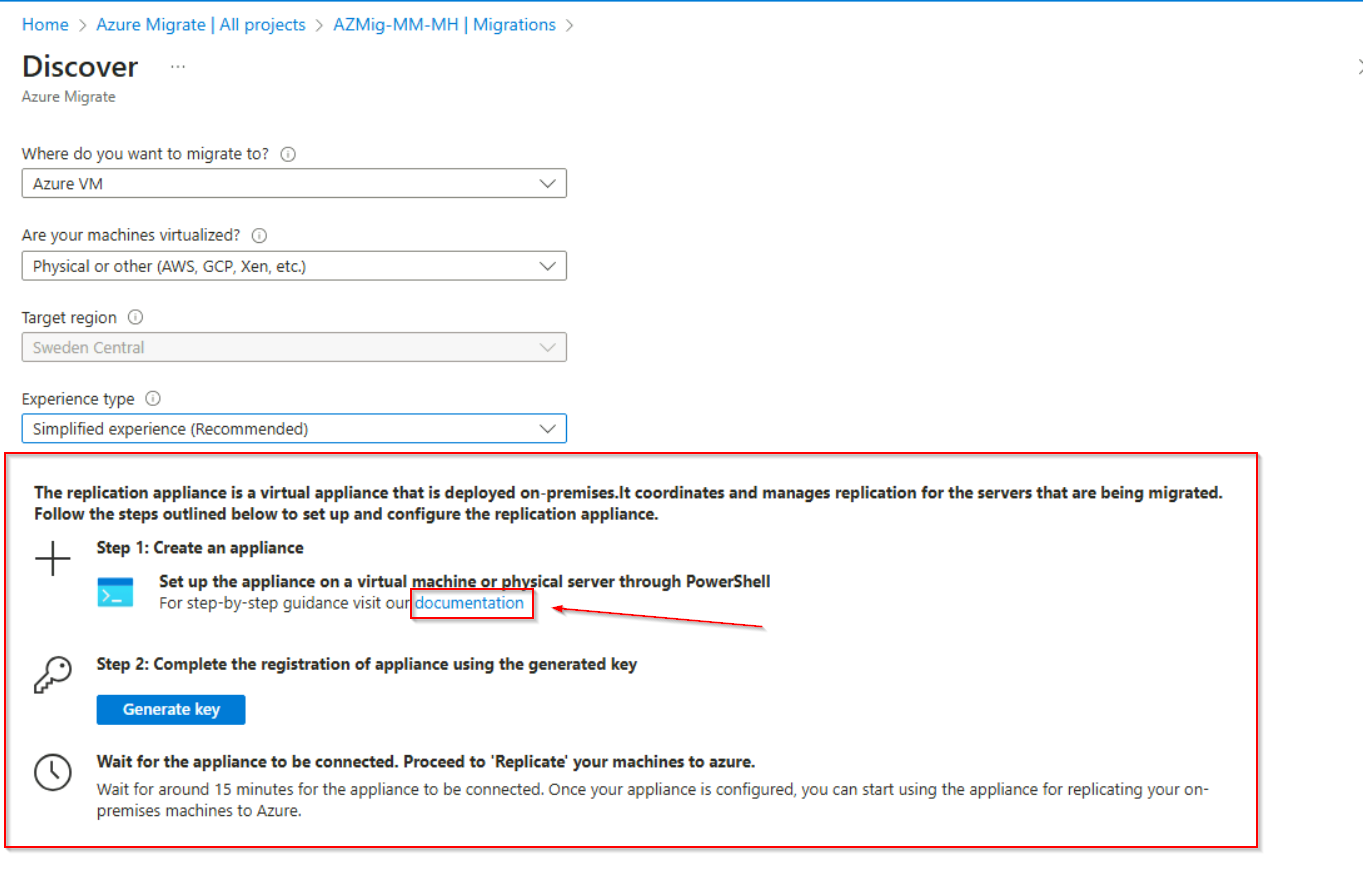 Home > Azure Migrate | All projects > AZMig-MM-MH | Migrations >
Discover ...
Azure Migrate
Where do you want to migrate to?
Azure VM
Are your machines virtualized?
Physical or other (AWS, GCP, Xen, etc.)
Target region
Sweden Central
Experience type
Simplified experience (Recommended)
The replication appliance is a virtual appliance that is deployed on-premises.It coordinates and manages replication for the servers that are being migrated.
Follow the steps outlined below to set up and configure the replication appliance.
Step 1: Create an appliance
Set up the appliance on a virtual machine or physical server through PowerShell
For step-by-step guidance visit our documentation
Step 2: Complete the registration of appliance using the generated key
Generate key
Wait for the appliance to be connected. Proceed to 'Replicate' your machines to azure.
Wait for around 15 minutes for the appliance to be connected. Once your appliance is configured, you can start using the appliance for replicating your on-
premises machines to Azure.